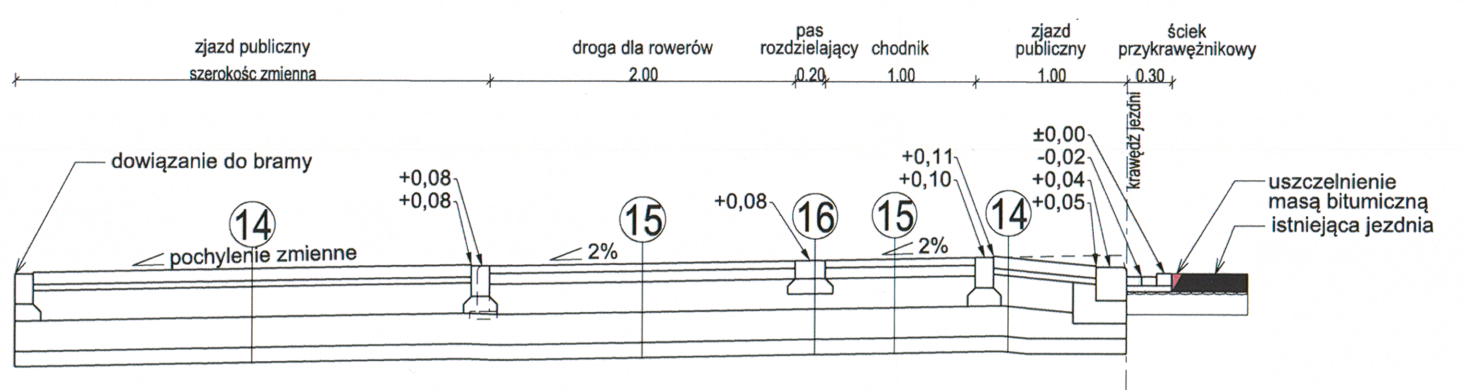 zjazd publiczny
szerokośc zmienna
droga dla rowerów
2.00
pas
rozdzielający
0.20
chodnik
1.00
zjazd
publiczny
1.00
ściek
przykrawężnikowy
0.30
krawędź jezdni
dowiązanie do bramy
+0,08
+0,08
+0,08
+0,11
+0,10
±0,00
-0,02
+0,04
+0,05
uszczelnienie
masą bitumiczną
istniejąca jezdnia
14
15
16
15
14
pochylenie zmienne
2%
2%